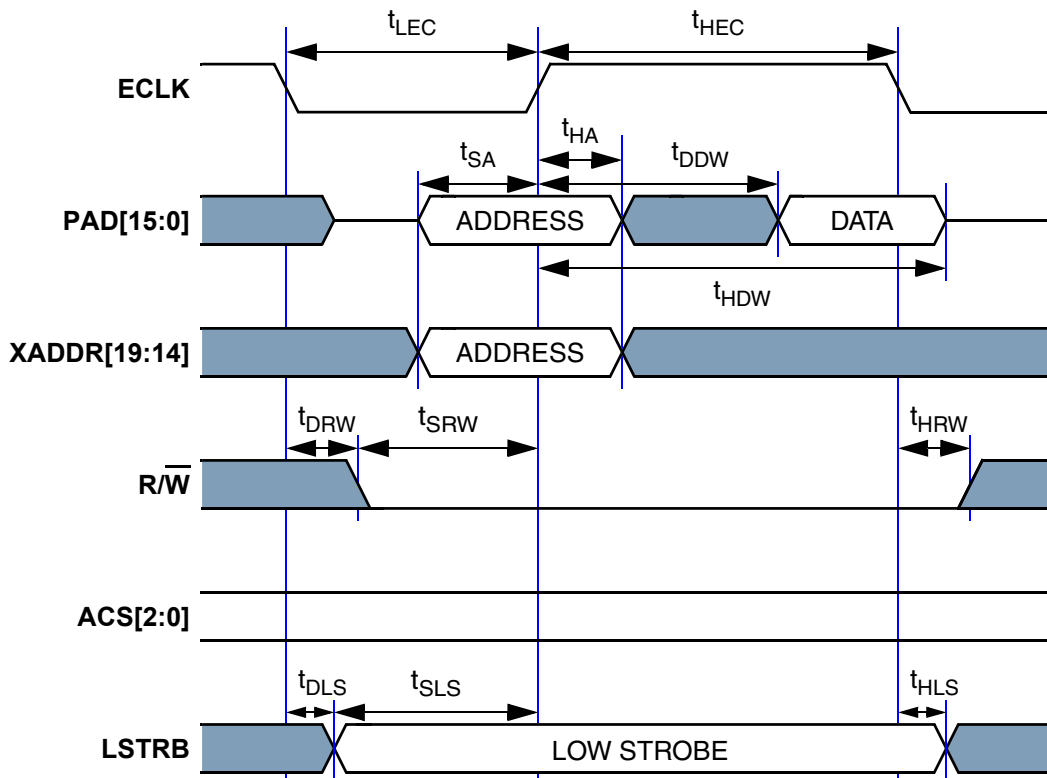 tLEC tHEC
ECLK
tSA tHA tDDW
PAD[15:0] ADDRESS DATA
tHDW
XADDR[19:14] ADDRESS
tDRW tSRW tHRW
R/W̅
ACS[2:0]
tDLS tSLS tHLS
LSTRB LOW STROBE